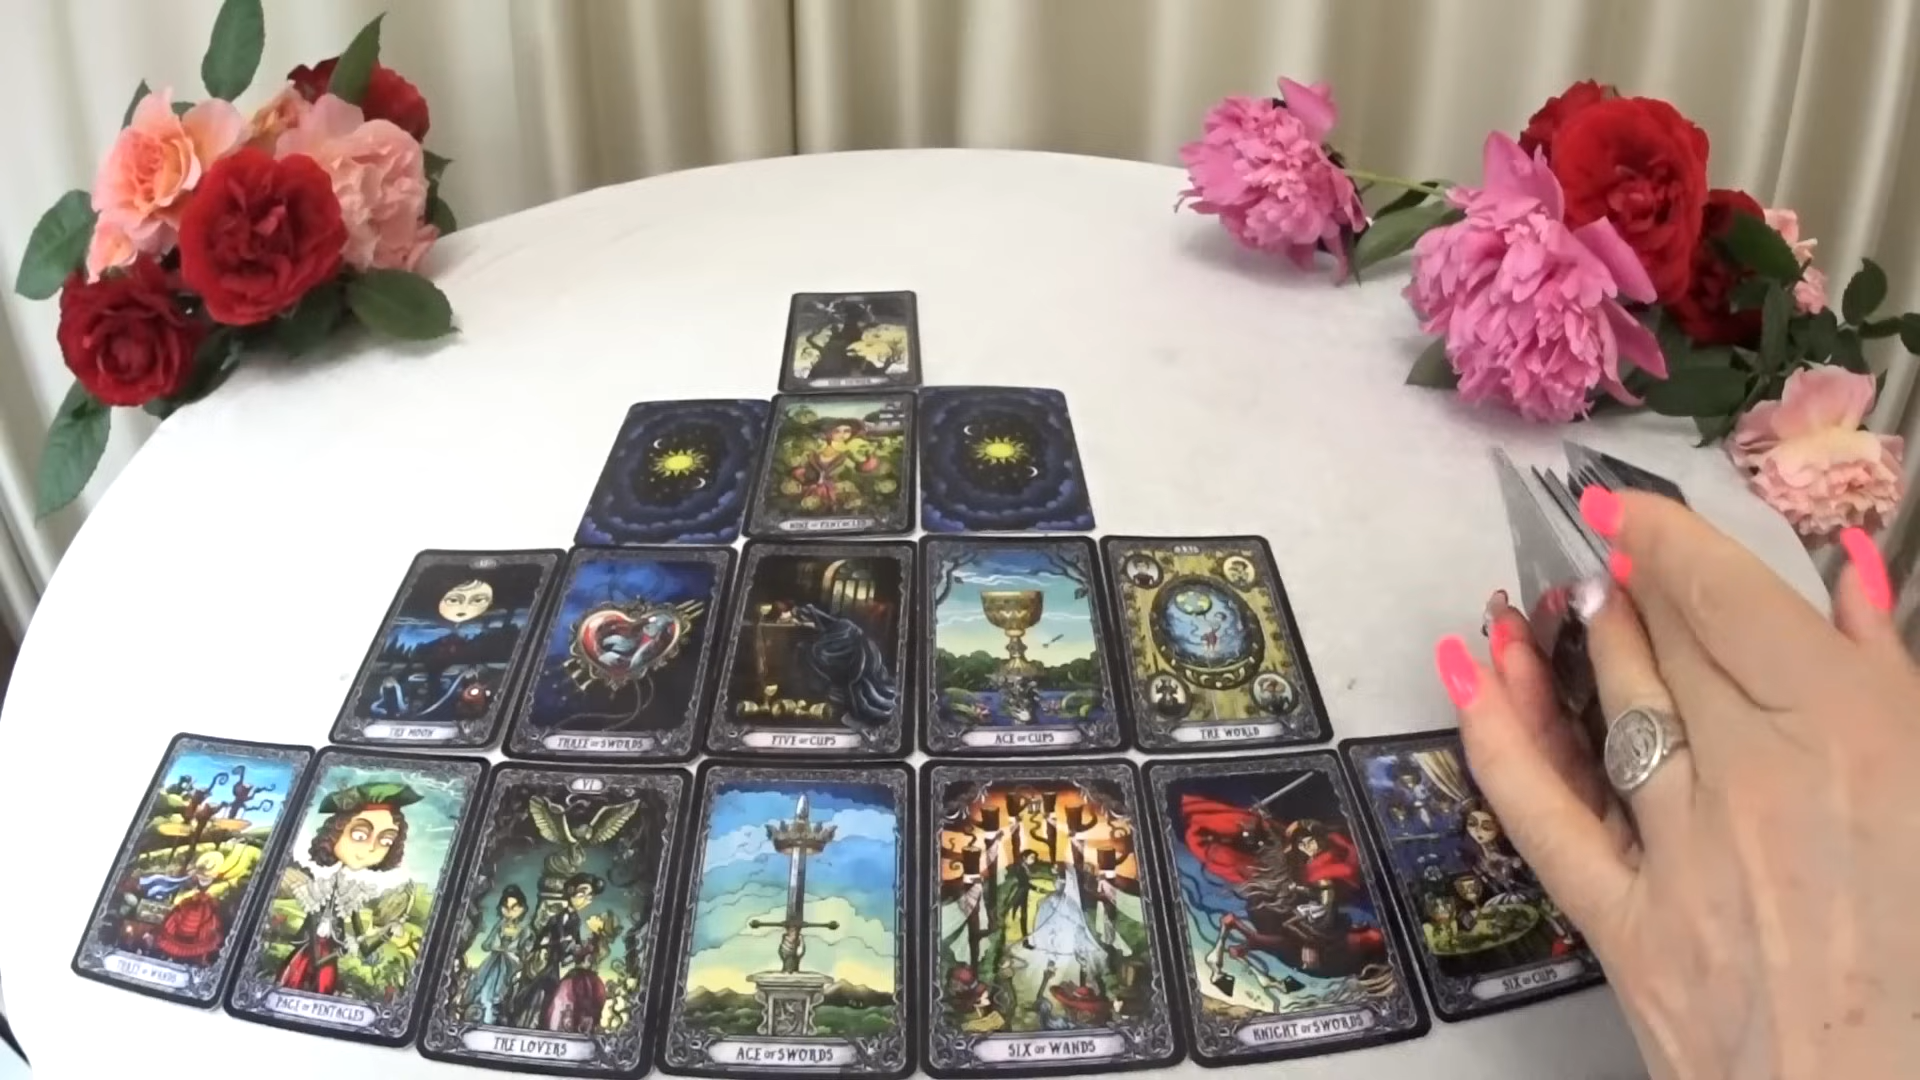 NINE OF PENTACLES
THE MOON
THREE OF SWORDS
FIVE OF CUPS
ACE OF CUPS
THE WORLD
THREE OF WANDS
PAGE OF PENTACLES
VI
THE LOVERS
ACE OF SWORDS
SIX OF WANDS
KNIGHT OF SWORDS
SIX OF CUPS